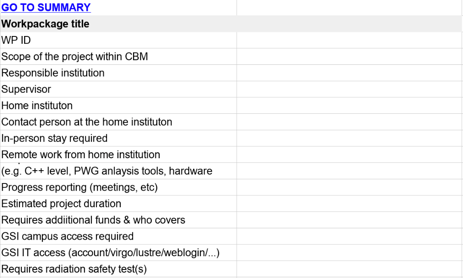 GO TO SUMMARY
Workpackage title
WP ID
Scope of the project within CBM
Responsible institution
Supervisor
Home instituton
Contact person at the home instituton
In-person stay required
Remote work from home institution
(e.g. C++ level, PWG anlaysis tools, hardware
Progress reporting (meetings, etc)
Estimated project duration
Requires addiitional funds & who covers
GSI campus access required
GSI IT access (account/virgo/lustre/weblogin/...)
Requires radiation safety test(s)